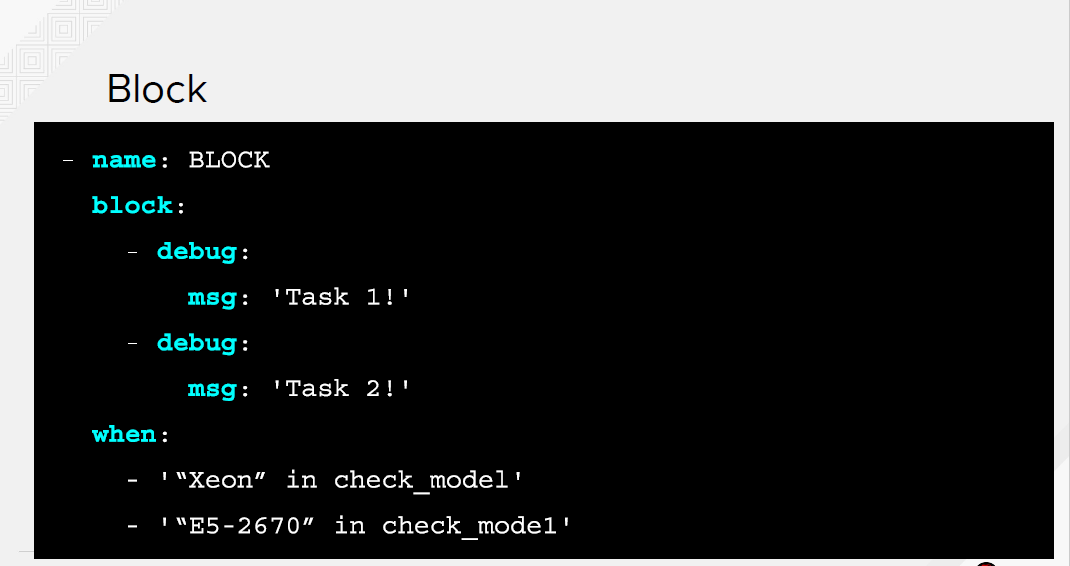 Block
- name: BLOCK
block:
- debug:
msg: 'Task 1!'
- debug:
msg: 'Task 2!'
when:
- '“Xeon” in check_model'
- '“E5-2670” in check_mode1'